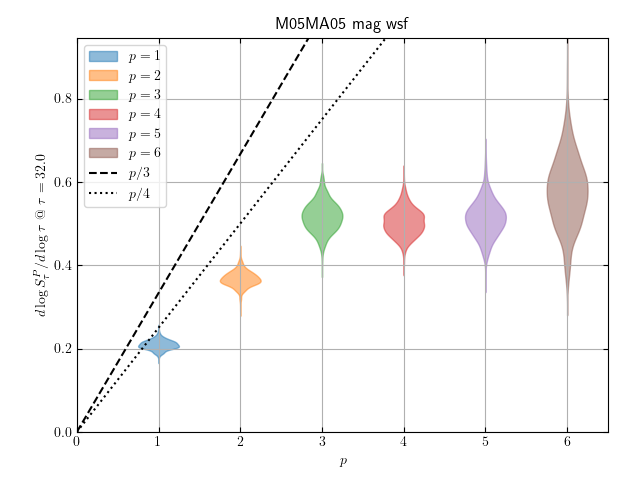 M05MA05 mag wsf
p = 1
p = 2
p = 3
p = 4
p = 5
p = 6
p/3
p/4
d log S_τ^P / d log τ @ τ = 32.0
0.8
0.6
0.4
0.2
0.0
0 1 2 3 4 5 6
p